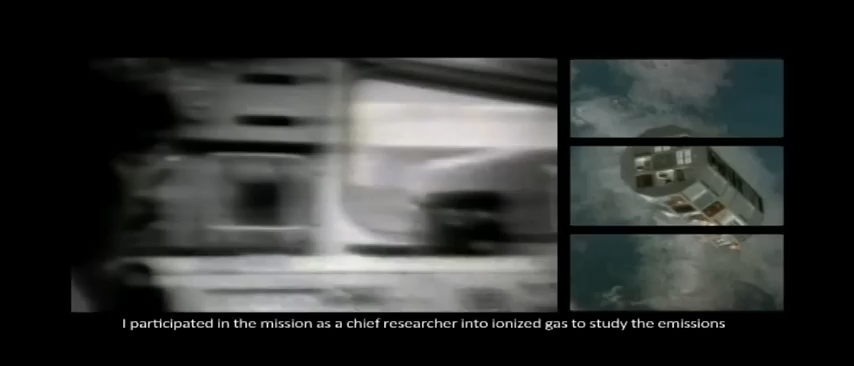 I participated in the mission as a chief researcher into ionized gas to study the emissions